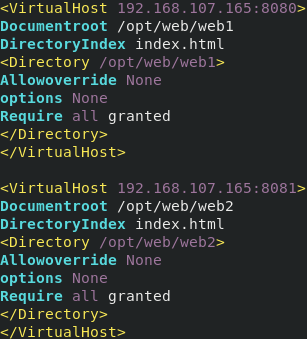 <VirtualHost 192.168.107.165:8080>
Documentroot /opt/web/web1
DirectoryIndex index.html
<Directory /opt/web/web1>
Allowoverride None
options None
Require all granted
</Directory>
</VirtualHost>

<VirtualHost 192.168.107.165:8081>
Documentroot /opt/web/web2
DirectoryIndex index.html
<Directory /opt/web/web2>
Allowoverride None
options None
Require all granted
</Directory>
</VirtualHost>